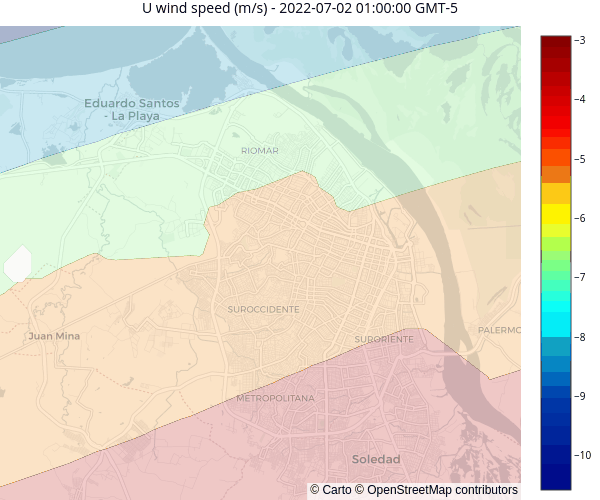 U wind speed (m/s) - 2022-07-02 01:00:00 GMT-5
−3
Eduardo Santos
- La Playa
−4
RIOMAR
−5
−6
−7
SUROCCIDENTE
Juan Mina
PALERMO
SURORIENTE
−8
METROPOLITANA
−9
Soledad
−10
© Carto © OpenStreetMap contributors